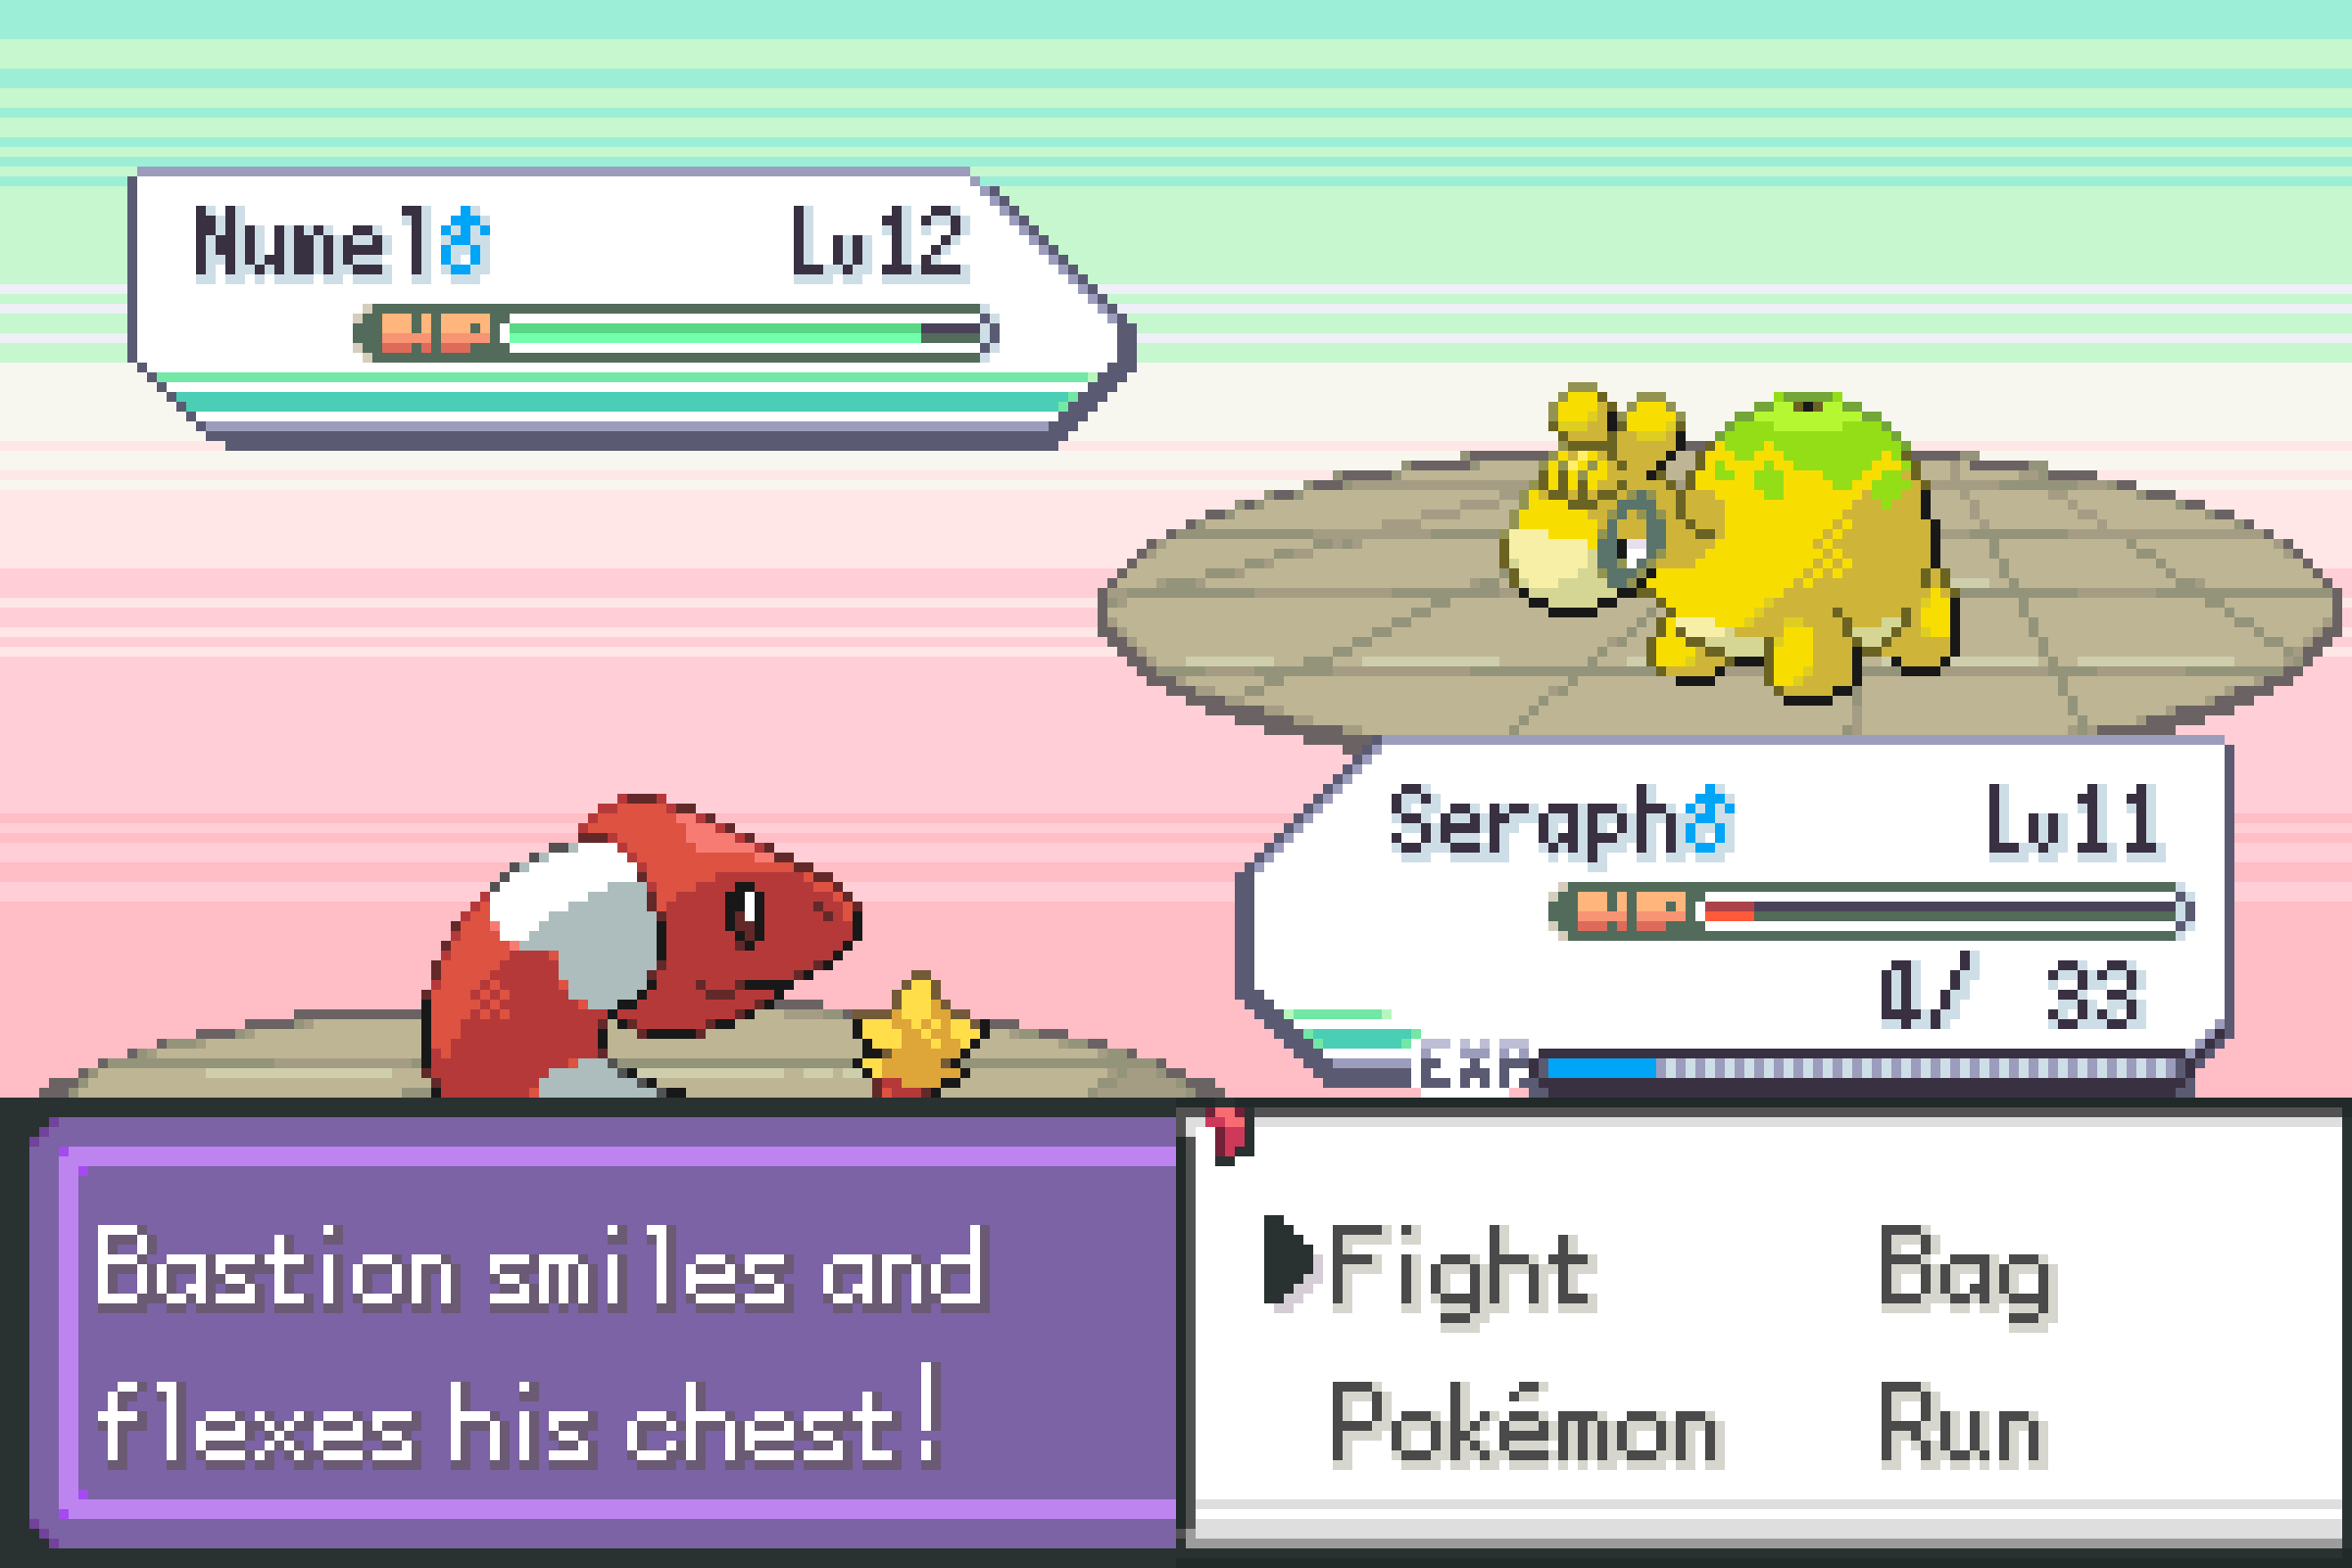 Numel♂ Lv12
HP
Seraph♂ Lv11
HP
4/ 33
EXP
Bastion smiles and
flexes his chest!
Fight Bag
Pokémon Run